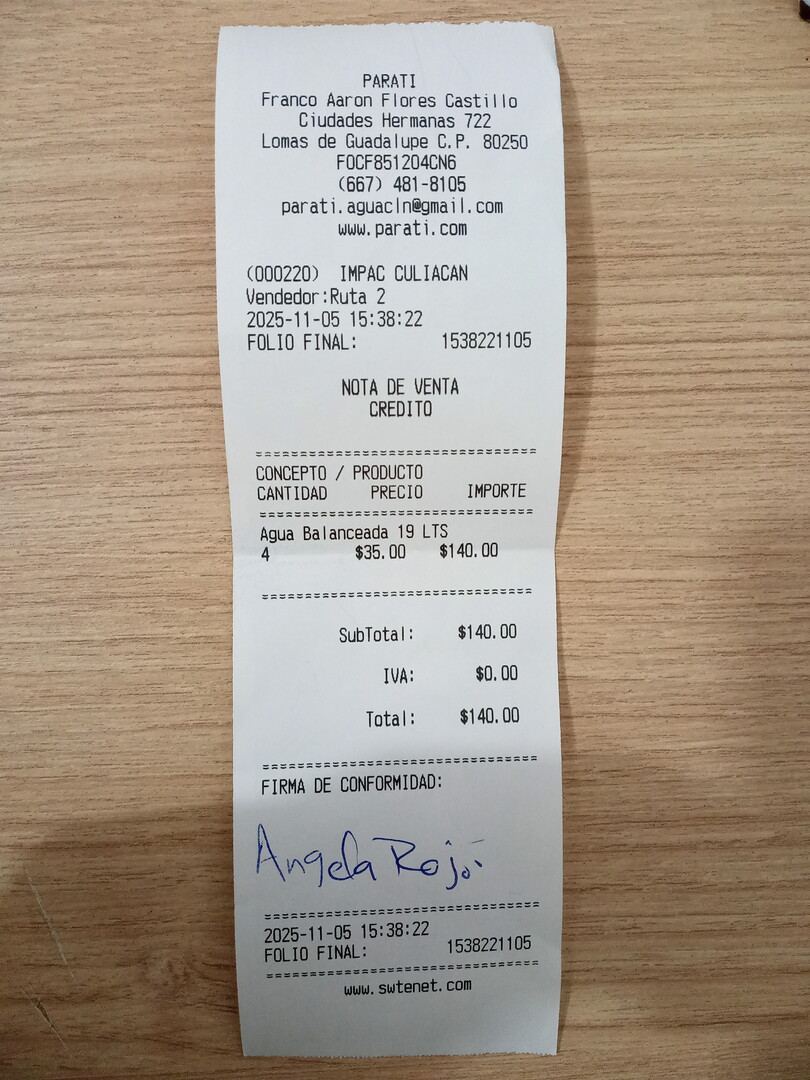 PARATI
Franco Aaron Flores Castillo
Ciudades Hermanas 722
Lomas de Guadalupe C.P. 80250
FOCF851204CN6
(667) 481-8105
parati.aguacln@gmail.com
www.parati.com
(000220) IMPAC CULIACAN
Vendedor:Ruta 2
2025-11-05 15:38:22
FOLIO FINAL: 1538221105
NOTA DE VENTA
CREDITO
CONCEPTO / PRODUCTO
CANTIDAD PRECIO IMPORTE
Agua Balanceada 19 LTS
4 $35.00 $140.00
SubTotal: $140.00
IVA: $0.00
Total: $140.00
FIRMA DE CONFORMIDAD:
Angela Rojo
2025-11-05 15:38:22
FOLIO FINAL: 1538221105
www.swtenet.com